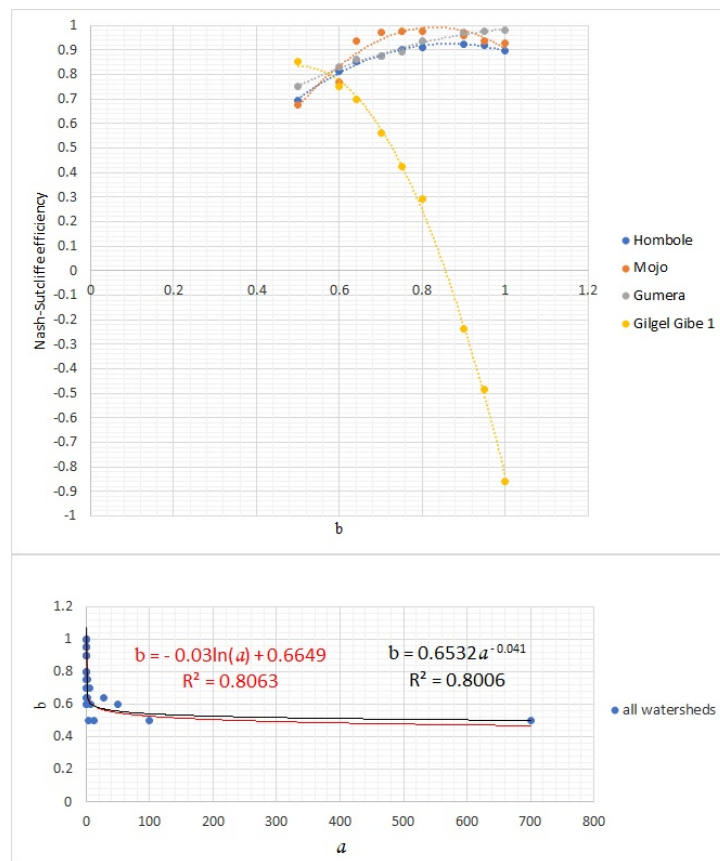 1
0.9
0.8
0.7
0.6
0.5
0.4
0.3
0.2
0.1
0
-0.1
-0.2
-0.3
-0.4
-0.5
-0.6
-0.7
-0.8
-0.9
-1
Nash-Sutcliffe efficiency
0 0.2 0.4 0.6 0.8 1 1.2
b
Hombole
Mojo
Gumera
Gilgel Gibe 1
1.2
1
0.8
0.6
0.4
0.2
0
b
b = - 0.03ln(a) + 0.6649
R² = 0.8063
b = 0.6532a^-0.041
R² = 0.8006
all watersheds
0 100 200 300 400 500 600 700 800
a